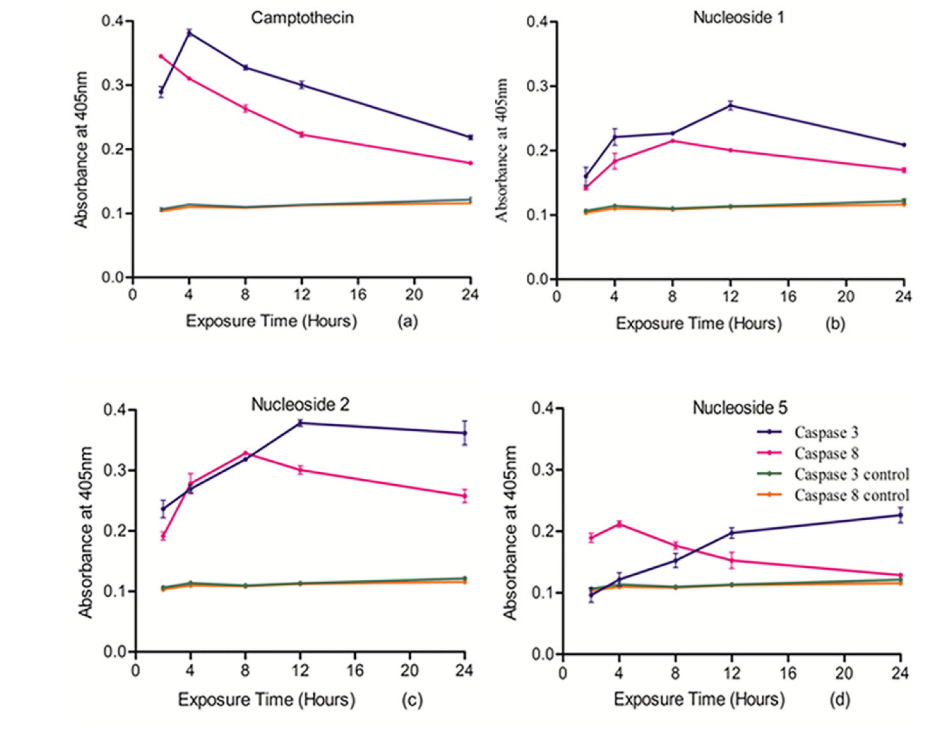 Camptothecin
0.4
0.3
0.2
0.1
0.0
Absorbance at 405nm
0 4 8 12 16 20 24
Exposure Time (Hours) (a)
Nucleoside 1
0.4
0.3
0.2
0.1
0.0
Absorbance at 405nm
0 4 8 12 16 20 24
Exposure Time (Hours) (b)
Nucleoside 2
0.4
0.3
0.2
0.1
0.0
Absorbance at 405nm
0 4 8 12 16 20 24
Exposure Time (Hours) (c)
Nucleoside 5
0.4
0.3
0.2
0.1
0.0
Absorbance at 405nm
Caspase 3
Caspase 8
Caspase 3 control
Caspase 8 control
0 4 8 12 16 20 24
Exposure Time (Hours) (d)